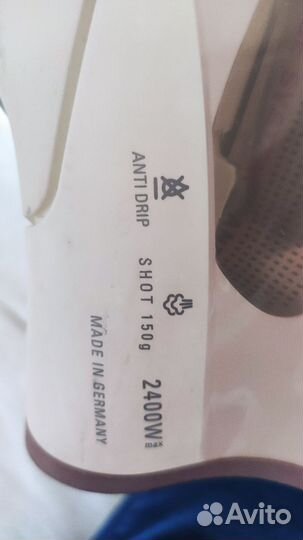 ANTI DRIP
SHOT 150g
2400W
MADE IN GERMANY
Avito